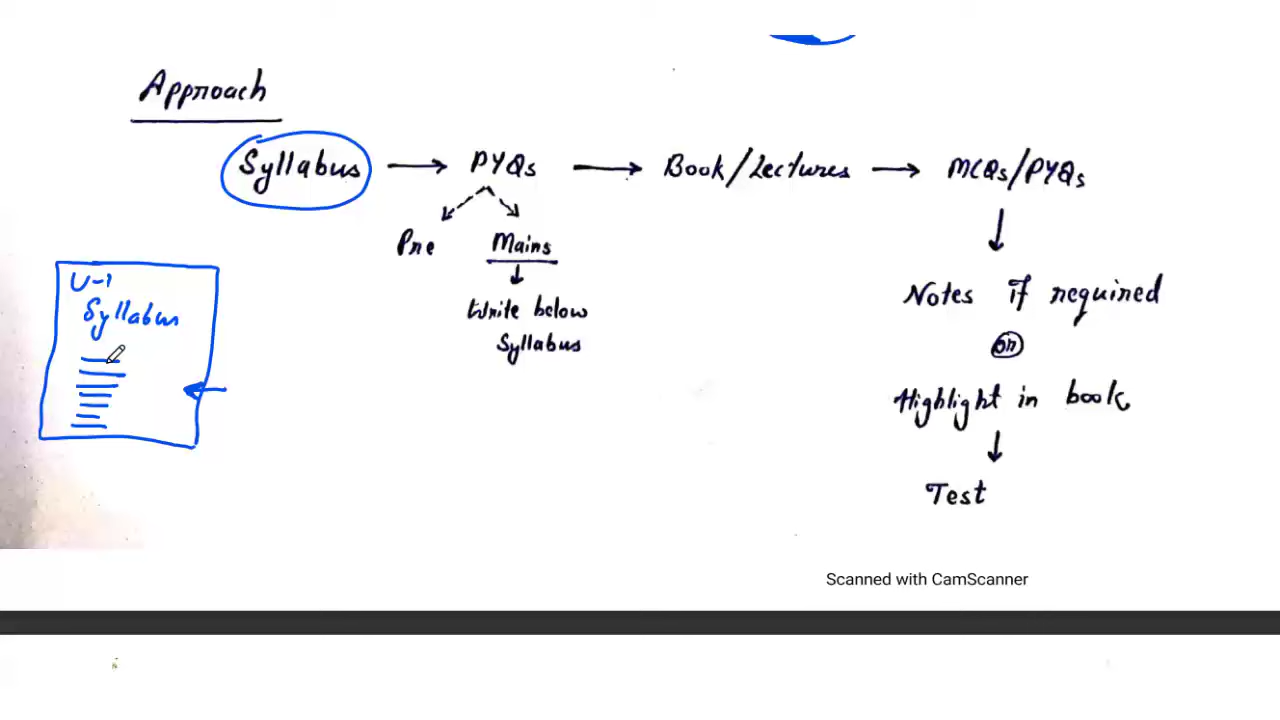 Approach
Syllabus → PYQs → Book/Lectures → MCQs/PYQs
Pre Mains
Write below
Syllabus
U-1
Syllabus
Notes if required
or
Highlight in book
Test
Scanned with CamScanner